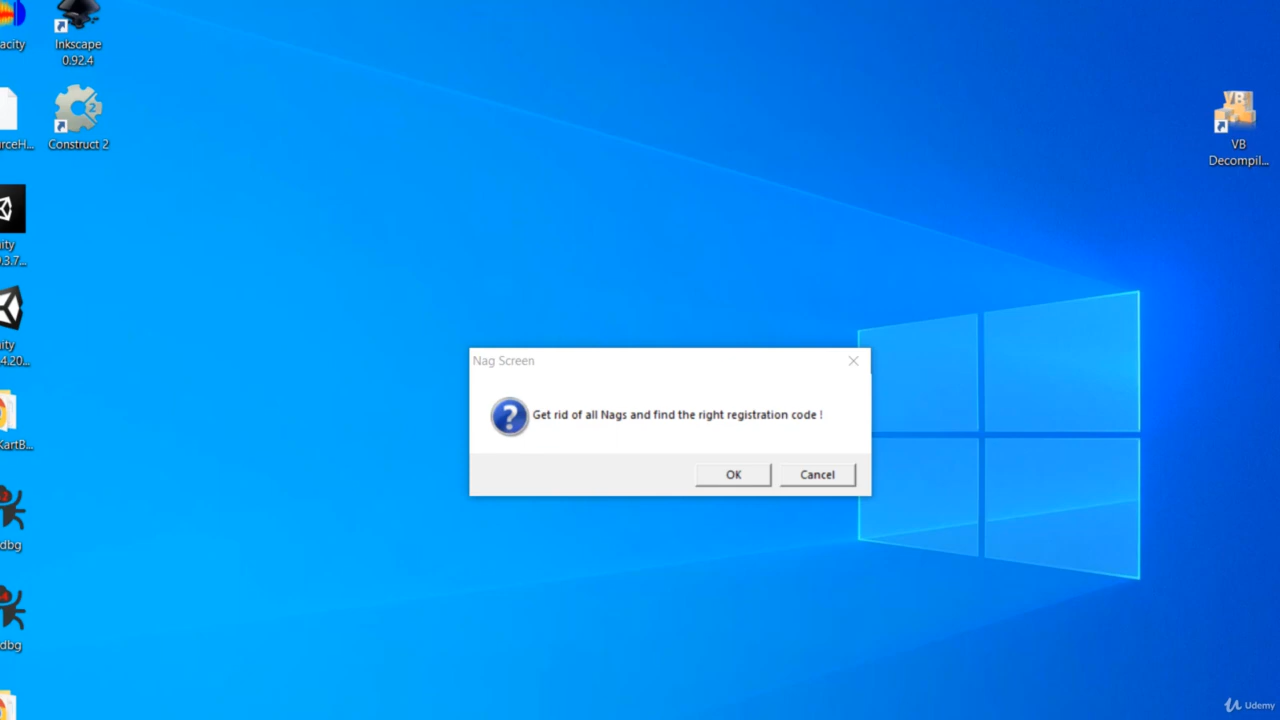 acity
Inkscape
0.92.4
rceH...
Construct 2
ity
.3.7...
ity
4.20...
KartB...
dbg
dbg
VB
Decompil...
Nag Screen
Get rid of all Nags and find the right registration code !
OK
Cancel
Udemy